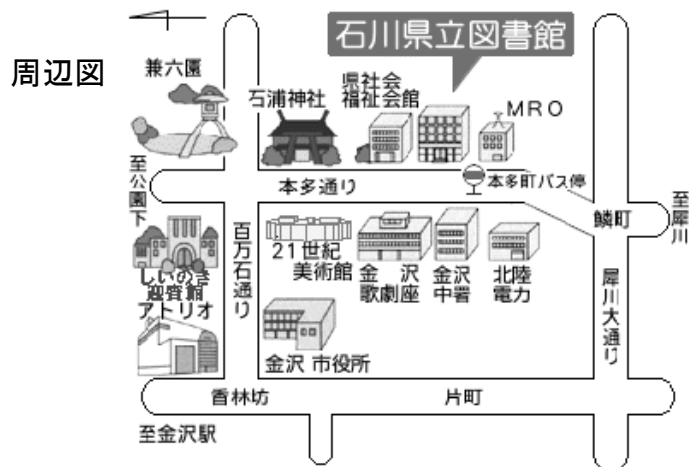 石川県立図書館
周辺図
兼六園
石浦神社
県社会
福祉会館
MRO
至公園下
本多通り
本多町バス停
至犀川
鱗町
百万石通り
21世紀
美術館
金沢
歌劇座
金沢
中署
北陸
電力
しいのき
迎賓館
アトリオ
犀川大通り
金沢市役所
香林坊
片町
至金沢駅